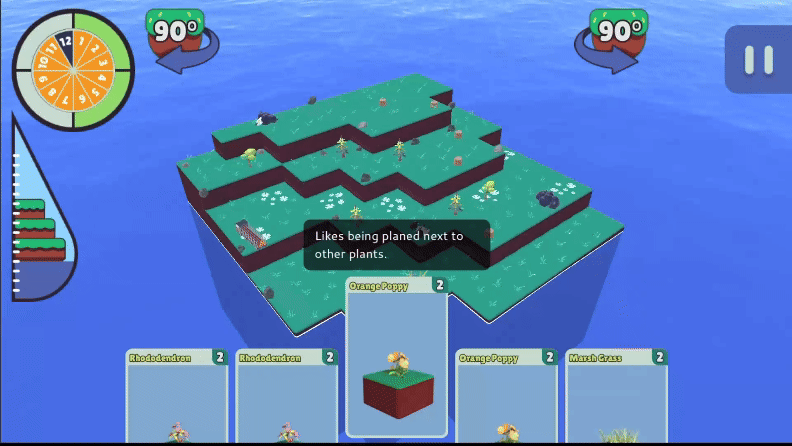 90°
90°
12
1
2
3
4
5
6
7
8
9
10
11
Likes being planed next to
other plants.
Orange Poppy 2
Rhododendron 2
Rhododendron 2
Orange Poppy 2
Marsh Grass 2